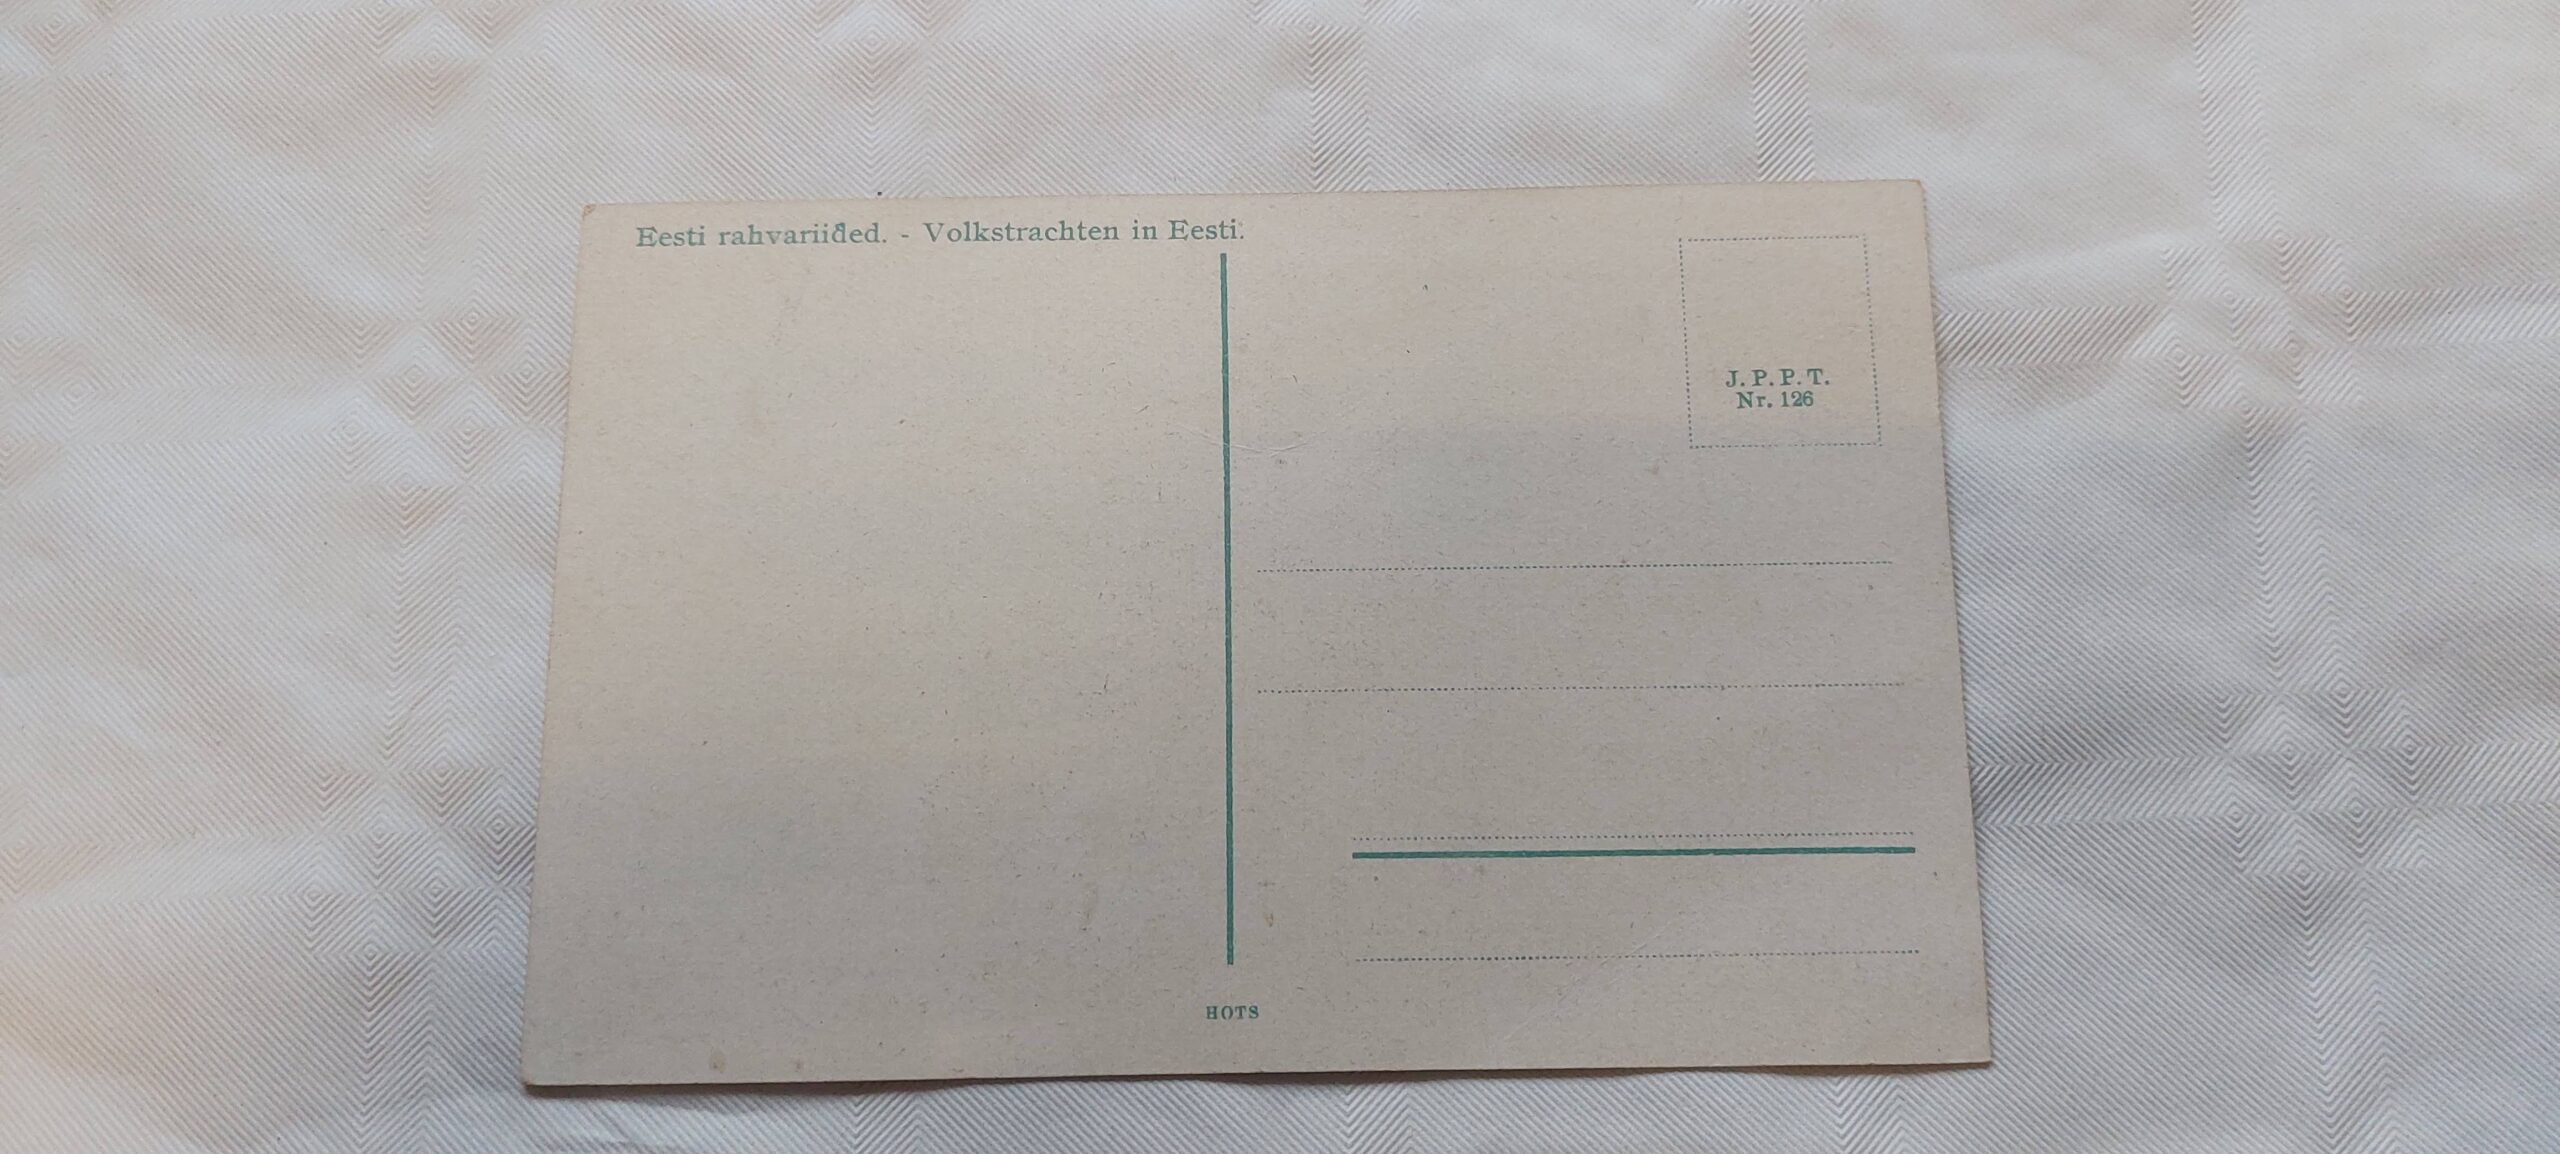 Eesti rahvariided. - Volkstrachten in Eesti.
J. P. P. T.
Nr. 126
HOTS